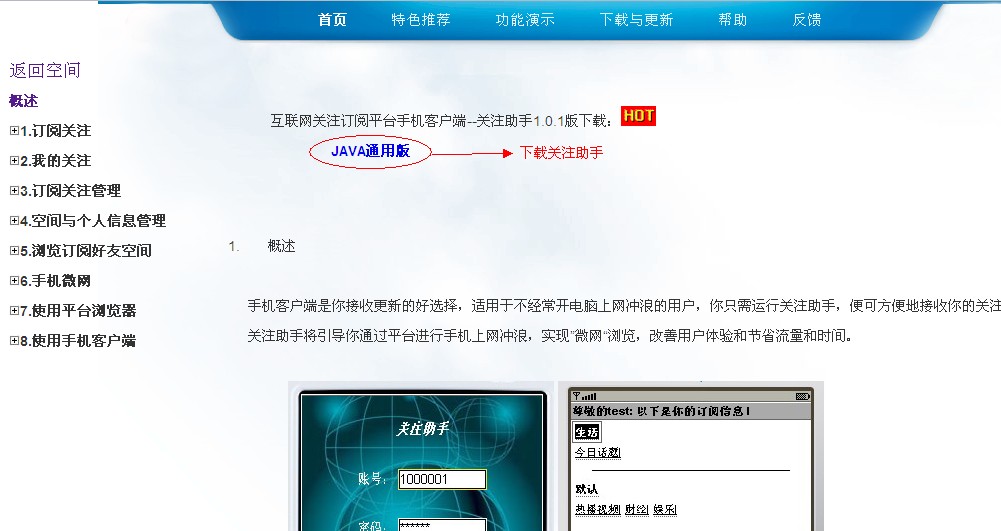 首页 特色推荐 功能演示 下载与更新 帮助 反馈
返回空间
概述
1.订阅关注
2.我的关注
3.订阅关注管理
4.空间与个人信息管理
5.浏览订阅好友空间
6.手机微网
7.使用平台浏览器
8.使用手机客户端
互联网关注订阅平台手机客户端--关注助手1.0.1版下载： HOT
JAVA通用版 下载关注助手
1. 概述
手机客户端是你接收更新的好选择，适用于不经常开电脑上网冲浪的用户，你只需运行关注助手，便可方便地接收你的关注
关注助手将引导你通过平台进行手机上网冲浪，实现"微网"浏览，改善用户体验和节省流量和时间。
关注助手
账号： 1000001
密码： ******
尊敬的test: 以下是你的订阅信息!
生活
今日话题|
默认
热播视频| 财经| 娱乐|